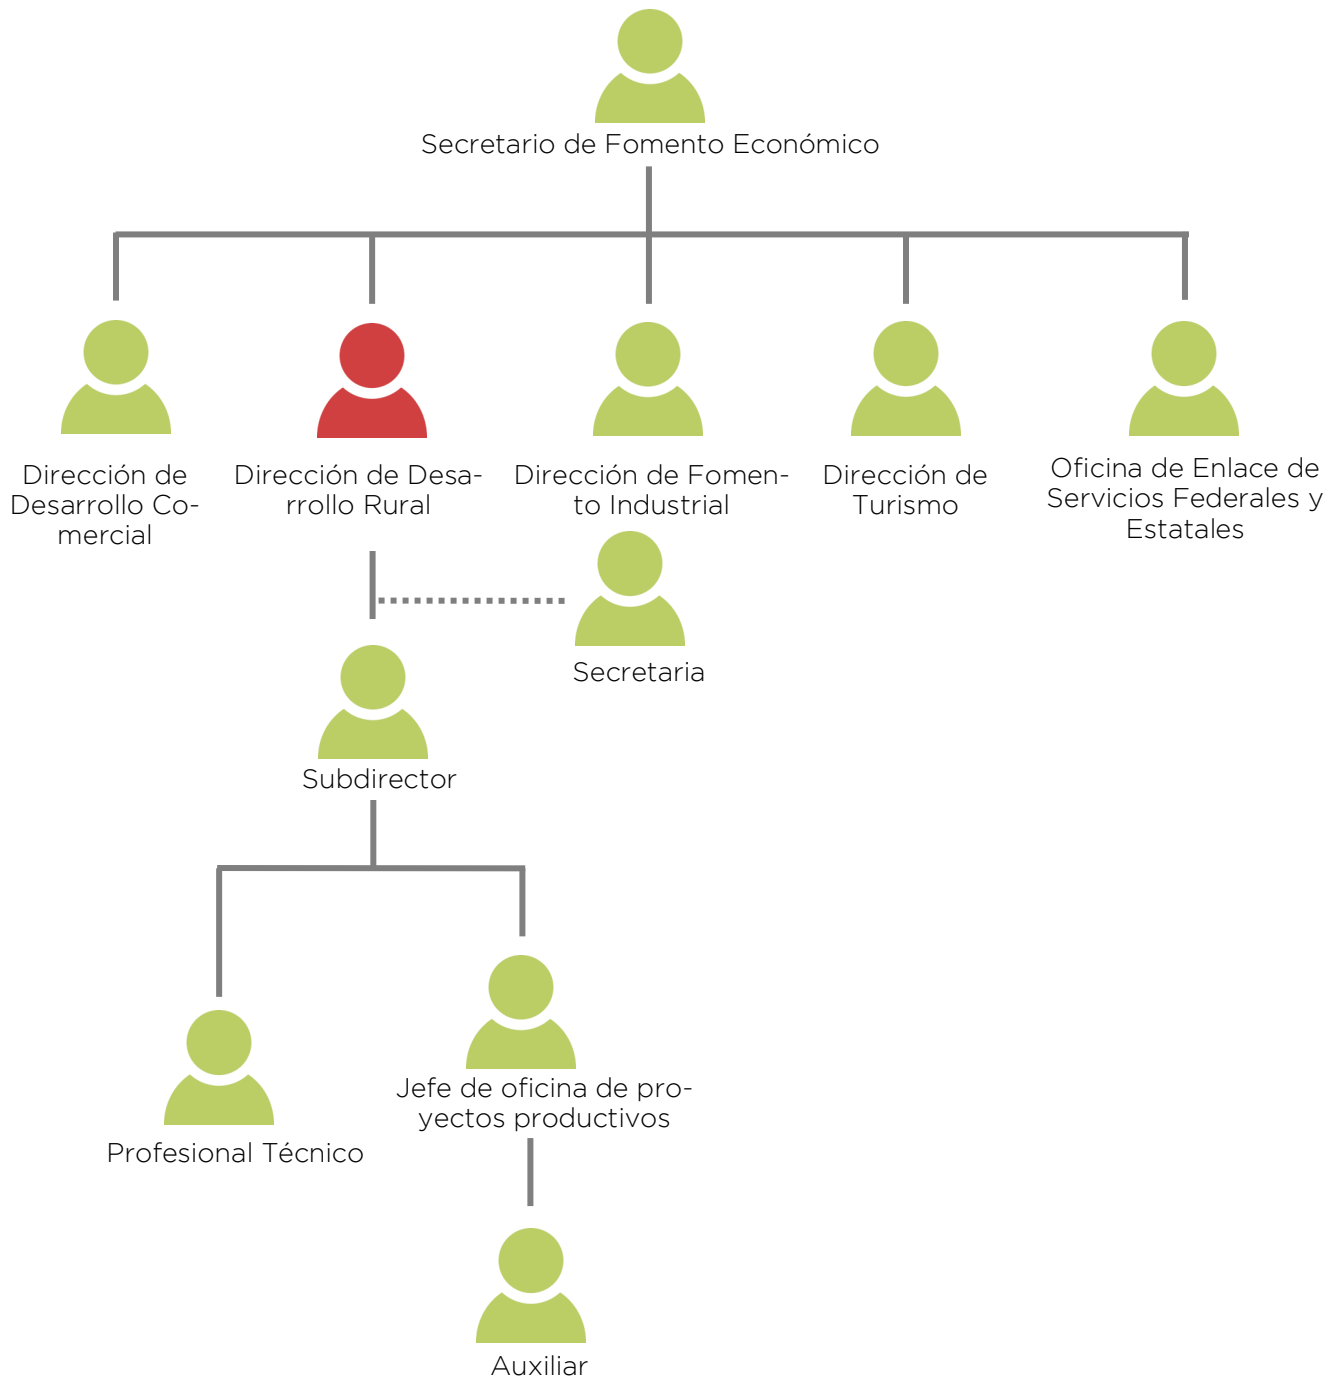 Secretario de Fomento Económico
Dirección de
Desarrollo Co-
mercial
Dirección de Desa-
rrollo Rural
Dirección de Fomen-
to Industrial
Dirección de
Turismo
Oficina de Enlace de
Servicios Federales y
Estatales
Secretaria
Subdirector
Jefe de oficina de pro-
yectos productivos
Profesional Técnico
Auxiliar